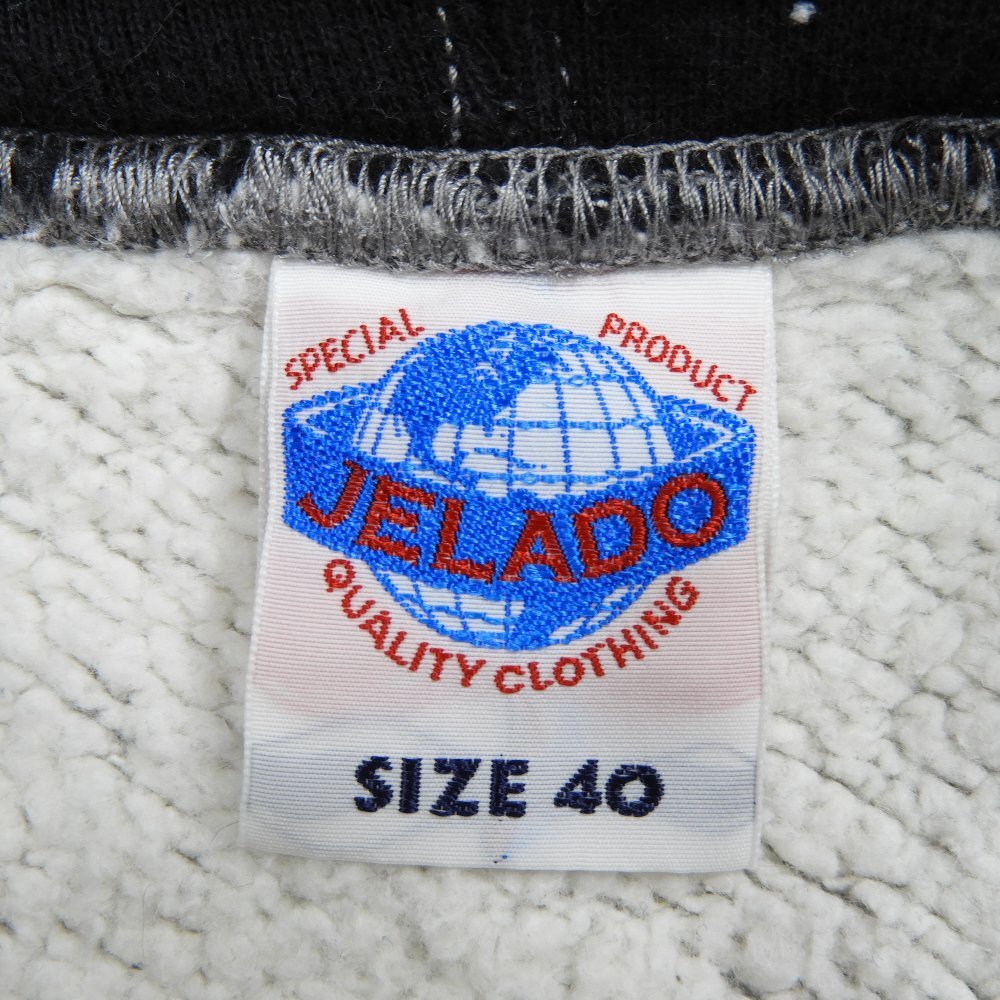 SPECIAL PRODUCT
JELADO
QUALITY CLOTHING
SIZE 40